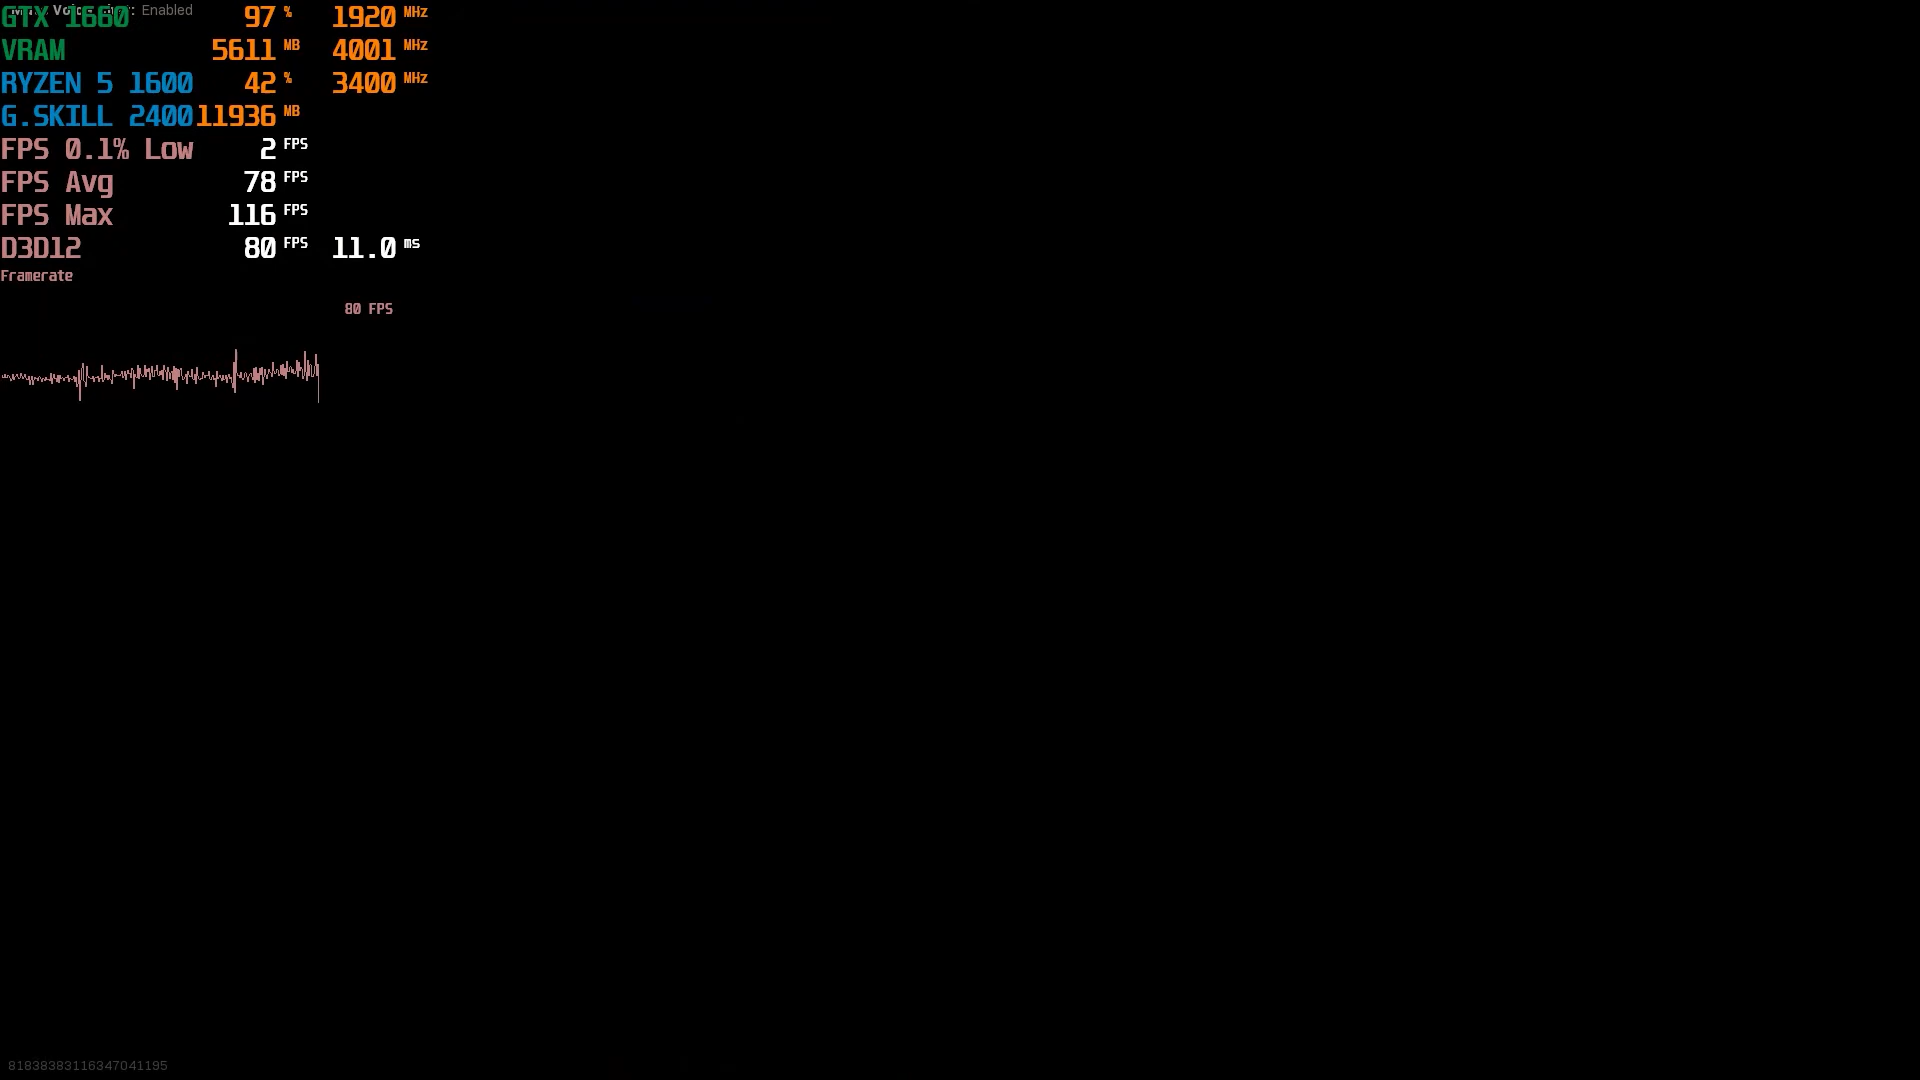 GTX 1660 97 % 1920 MHz
Enabled
VRAM 5611 MB 4001 MHz
RYZEN 5 1600 42 % 3400 MHz
G.SKILL 2400 11936 MB
FPS 0.1% Low 2 FPS
FPS Avg 78 FPS
FPS Max 116 FPS
D3D12 80 FPS 11.0 ms
Framerate
80 FPS
81838383116347041195